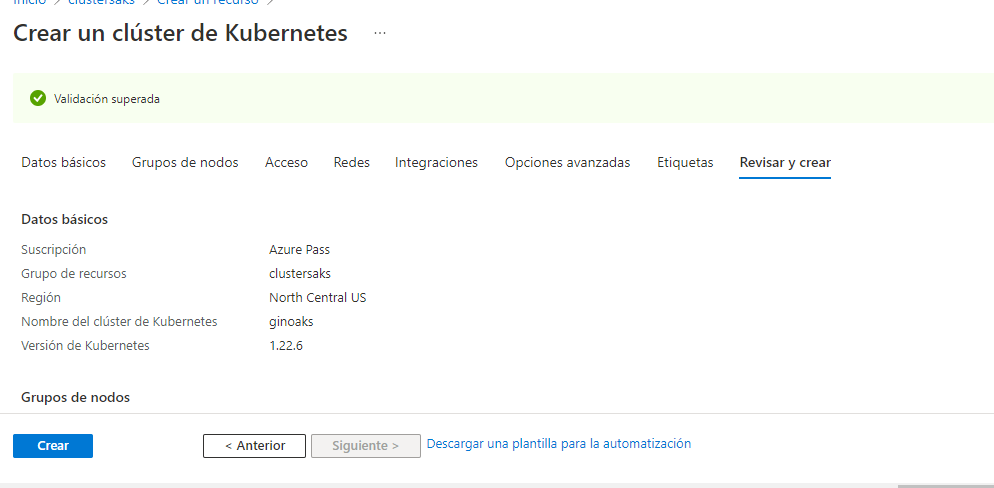 Inicio > clustersaks > Crear un recurso >
Crear un clúster de Kubernetes ...
Validación superada
Datos básicos Grupos de nodos Acceso Redes Integraciones Opciones avanzadas Etiquetas Revisar y crear
Datos básicos
Suscripción Azure Pass
Grupo de recursos clustersaks
Región North Central US
Nombre del clúster de Kubernetes ginoaks
Versión de Kubernetes 1.22.6
Grupos de nodos
Crear < Anterior Siguiente > Descargar una plantilla para la automatización